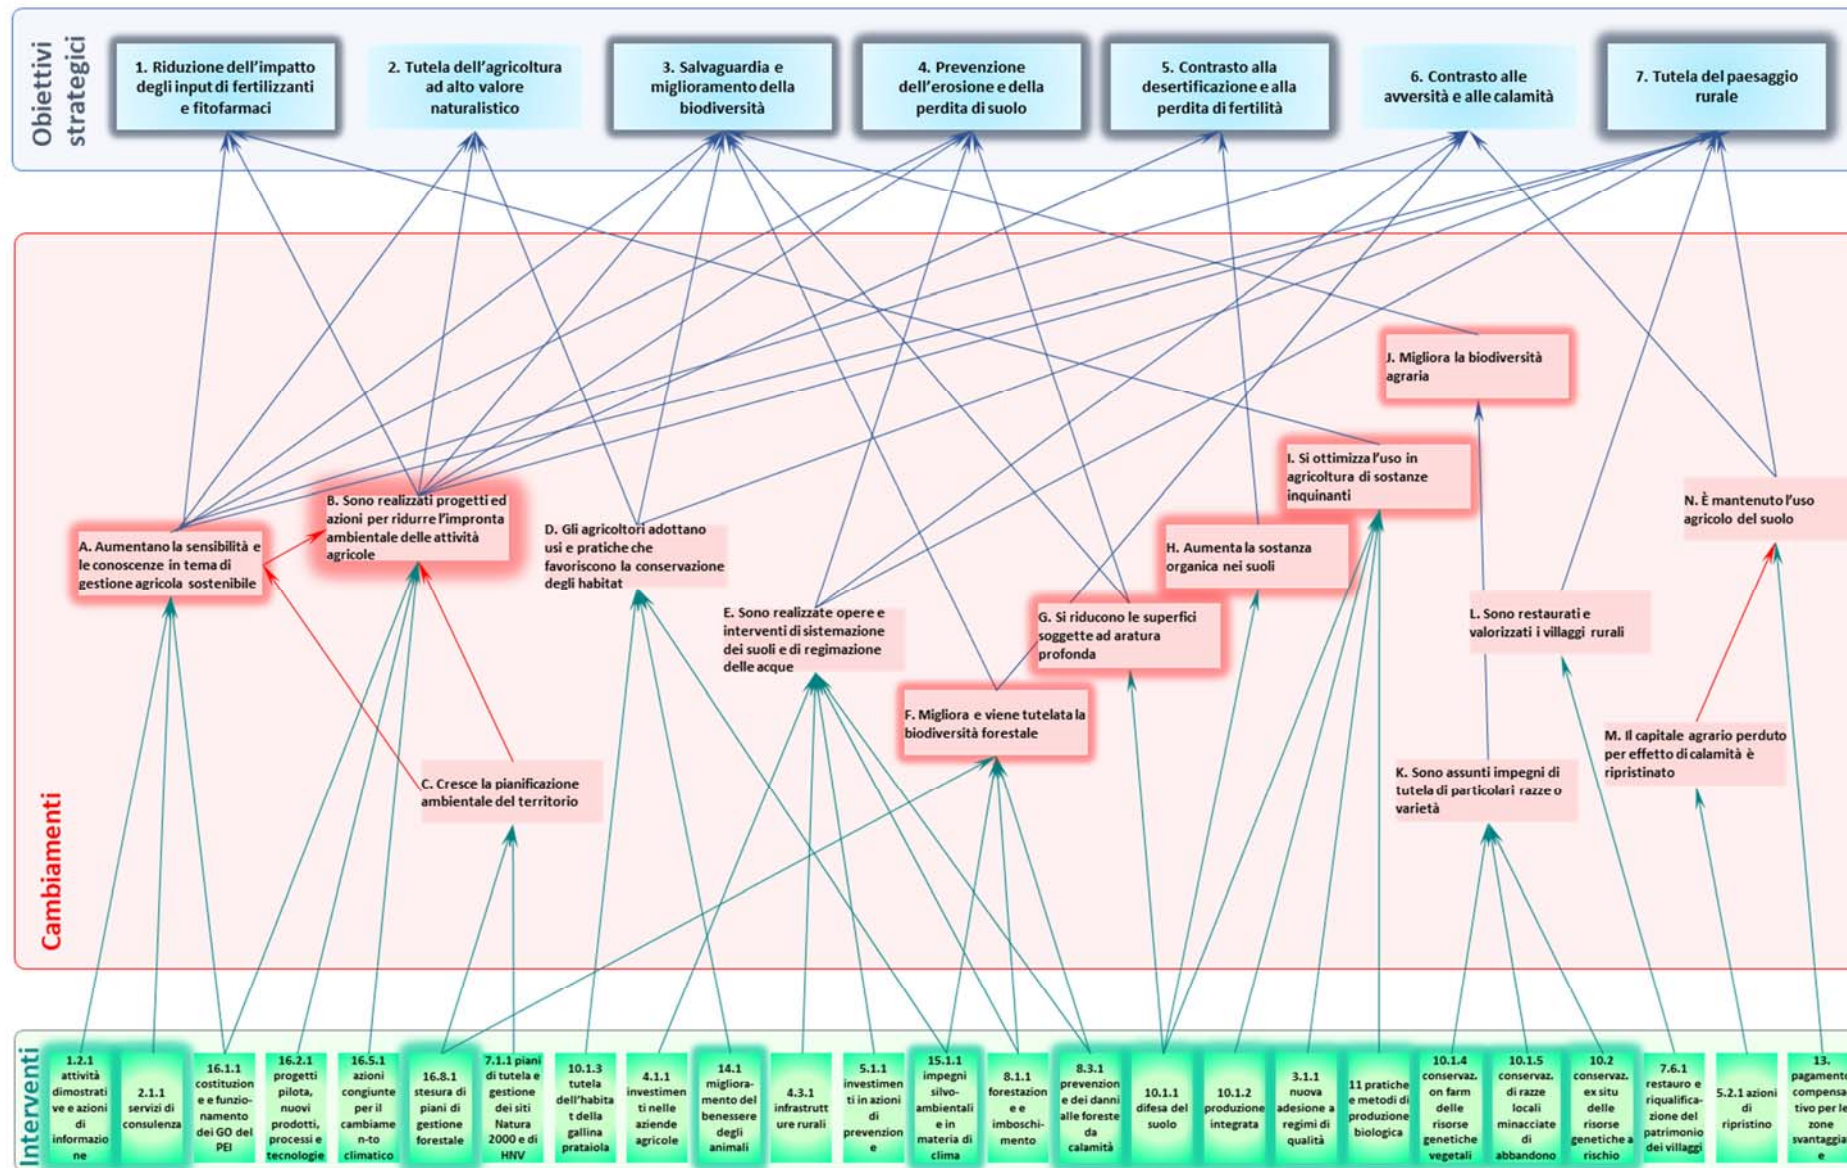 Obiettivi
strategici
1. Riduzione dell'impatto
degli input di fertilizzanti
e fitofarmaci
2. Tutela dell'agricoltura
ad alto valore
naturalistico
3. Salvaguardia e
miglioramento della
biodiversità
4. Prevenzione
dell'erosione e della
perdita di suolo
5. Contrasto alla
desertificazione e alla
perdita di fertilità
6. Contrasto alle
avversità e alle calamità
7. Tutela del paesaggio
rurale
Cambiamenti
J. Migliora la biodiversità
agraria
I. Si ottimizza l'uso in
agricoltura di sostanze
inquinanti
N. È mantenuto l'uso
agricolo del suolo
B. Sono realizzati progetti ed
azioni per ridurre l'impronta
ambientale delle attività
agricole
A. Aumentano la sensibilità e
le conoscenze in tema di
gestione agricola sostenibile
D. Gli agricoltori adottano
usi e pratiche che
favoriscono la conservazione
degli habitat
H. Aumenta la sostanza
organica nei suoli
E. Sono realizzate opere e
interventi di sistemazione
dei suoli e di regimazione
delle acque
G. Si riducono le superfici
soggette ad aratura
profonda
L. Sono restaurati e
valorizzati i villaggi rurali
F. Migliora e viene tutelata la
biodiversità forestale
M. Il capitale agrario perduto
per effetto di calamità è
ripristinato
C. Cresce la pianificazione
ambientale del territorio
K. Sono assunti impegni di
tutela di particolari razze o
varietà
Interventi
1.2.1
attività
dimostrati
ve e azioni
di
informazio
ne
2.1.1
servizi di
consulenza
16.1.1
costituzion
e e funzio-
namento
dei GO del
PEI
16.2.1
progetti
pilota,
nuovi
prodotti,
processi e
tecnologie
16.5.1
azioni
congiunte
per il
cambiame
n-to
climatico
16.8.1
stesura di
piani di
gestione
forestale
7.1.1 piani
di tutela e
gestione
dei siti
Natura
2000 e di
HNV
10.1.3
tutela
dell'habita
t della
gallina
prataiola
4.1.1
investimen
ti nelle
aziende
agricole
14.1
migliora-
mento del
benessere
degli
animali
4.3.1
infrastrutt
ure rurali
5.1.1
investimen
ti in azioni
di
prevenzion
e
15.1.1
impegni
silvo-
ambientali
e in
materia di
clima
8.1.1
forestazion
e e
imboschi-
mento
8.3.1
prevenzion
e dei danni
alle foreste
da
calamità
10.1.1
difesa del
suolo
10.1.2
produzione
integrata
3.1.1
nuova
adesione a
regimi di
qualità
11 pratiche
e metodi di
produzione
biologica
10.1.4
conservaz.
on farm
delle
risorse
genetiche
vegetali
10.1.5
conservaz.
di razze
locali
minacciate
di
abbandono
10.2
conservaz.
ex situ
delle
risorse
genetiche a
rischio
7.6.1
restauro e
riqualifica-
zione del
patrimonio
dei villaggi
5.2.1 azioni
di
ripristino
13.
pagamento
compensa-
tivo per le
zone
svantaggiat
e